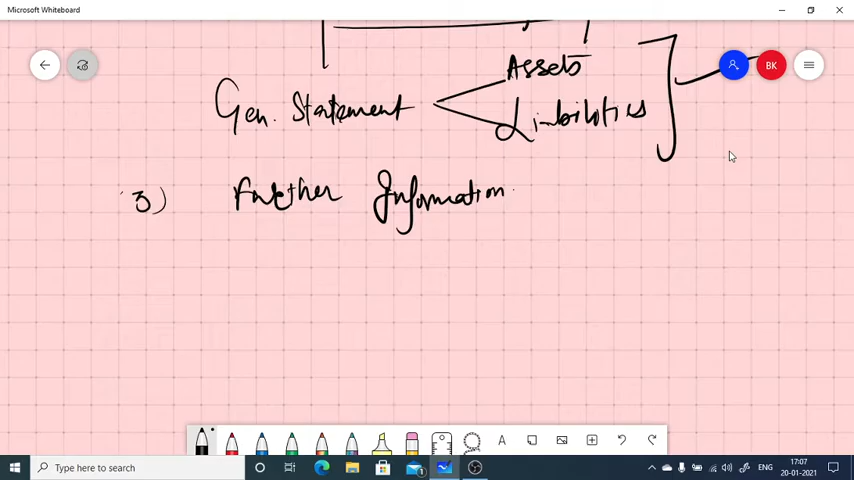 Microsoft Whiteboard
BK
Assets
Gen. Statement
Liabilities
3) Further Information
A
Type here to search
1
ENG
17:07
20-01-2021